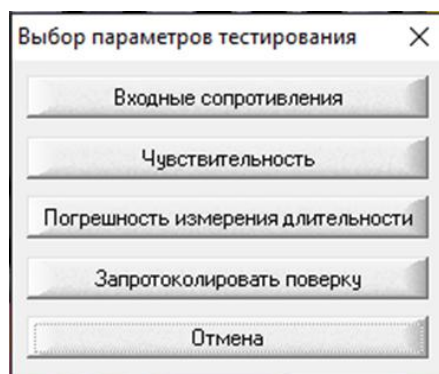 Выбор параметров тестирования
Входные сопротивления
Чувствительность
Погрешность измерения длительности
Запротоколировать поверку
Отмена